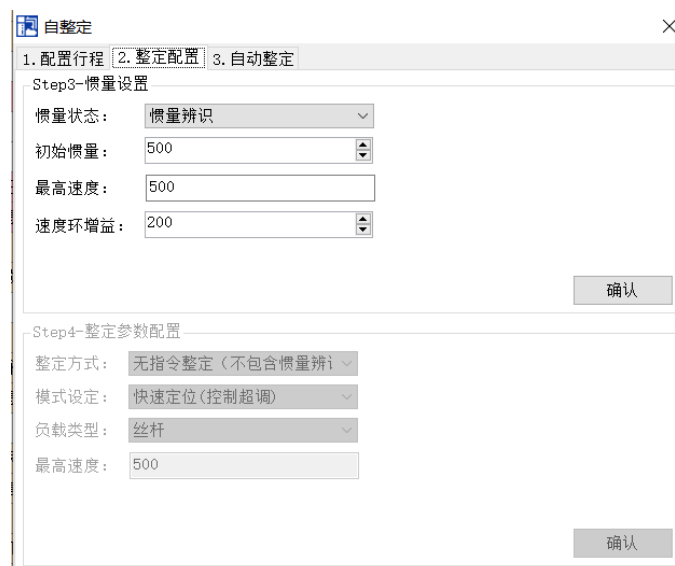 自整定
1.配置行程 2.整定配置 3.自动整定
Step3-惯量设置
惯量状态： 惯量辨识
初始惯量： 500
最高速度： 500
速度环增益： 200
确认
Step4-整定参数配置
整定方式： 无指令整定（不包含惯量辨
模式设定： 快速定位(控制超调)
负载类型： 丝杆
最高速度： 500
确认